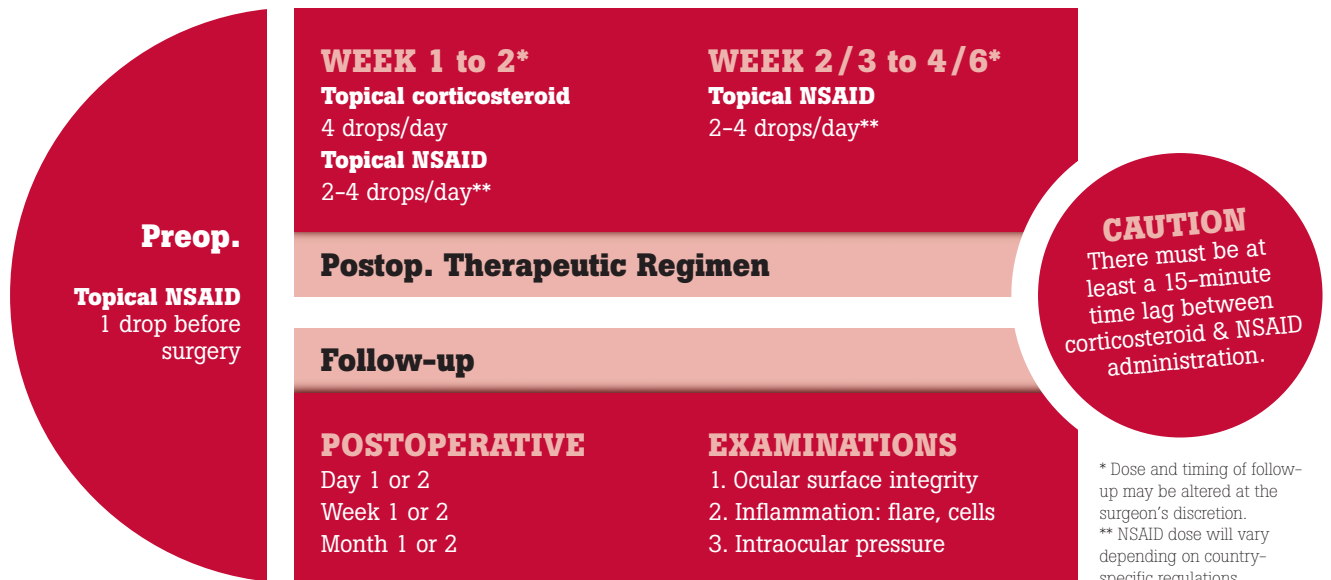 Preop.
Topical NSAID
1 drop before
surgery
WEEK 1 to 2*
Topical corticosteroid
4 drops/day
Topical NSAID
2-4 drops/day**
WEEK 2/3 to 4/6*
Topical NSAID
2-4 drops/day**
Postop. Therapeutic Regimen
Follow-up
POSTOPERATIVE
Day 1 or 2
Week 1 or 2
Month 1 or 2
EXAMINATIONS
1. Ocular surface integrity
2. Inflammation: flare, cells
3. Intraocular pressure
CAUTION
There must be at
least a 15-minute
time lag between
corticosteroid & NSAID
administration.
* Dose and timing of follow-
up may be altered at the
surgeon's discretion.
** NSAID dose will vary
depending on country-
specific regulations